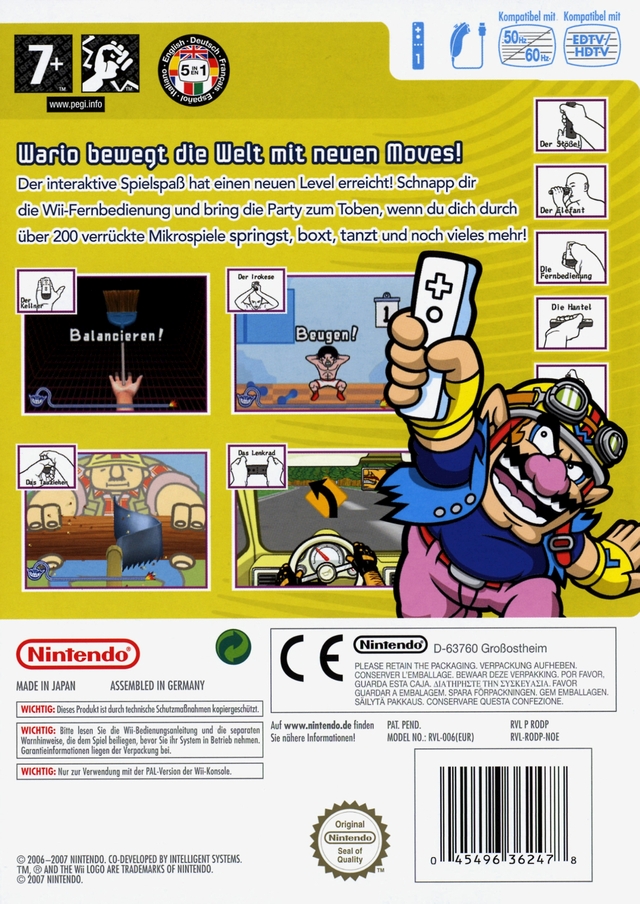 Kompatibel mit Kompatibel mit
7+
www.pegi.info
English · Deutsch · Français · Español · Italiano ·
5 IN EN 1
1
50Hz
60Hz
EDTV/
HDTV
Wario bewegt die Welt mit neuen Moves!
Der interaktive Spielspaß hat einen neuen Level erreicht! Schnapp dir
die Wii-Fernbedienung und bring die Party zum Toben, wenn du dich durch
über 200 verrückte Mikrospiele springst, boxt, tanzt und noch vieles mehr!
Der Stößel
Der Elefant
Die
Fernbedienung
Die Hantel
Der
Kellner
Balancieren!
Der Irokese
Beugen!
1
Das Lenkrad
Nintendo
MADE IN JAPAN ASSEMBLED IN GERMANY
WICHTIG: Dieses Produkt ist durch technische Schutzmaßnahmen kopiergeschützt.
WICHTIG: Bitte lesen Sie die Wii-Bedienungsanleitung und die separaten
Warnhinweise, die dem Spiel beiliegen, bevor Sie ihr System in Betrieb nehmen.
Garantieinformationen liegen der Verpackung bei.
WICHTIG: Nur zur Verwendung mit der PAL-Version der Wii-Konsole.
CE Nintendo D-63760 Großostheim
PLEASE RETAIN THE PACKAGING. VERPACKUNG AUFHEBEN.
CONSERVER L'EMBALLAGE. BEWAAR DEZE VERPAKKING. POR FAVOR,
GUARDA ESTA CAJA. ΔΙΑΤΗΡΗΣΤΕ ΤΗΝ ΣΥΣΚΕΥΑΣΙΑ. FAVOR
GUARDAR A EMBALAGEM. SPARA FÖRPACKNINGEN. GEM EMBALLAGEN.
SÄILYTÄ PAKKAUS. CONSERVARE QUESTA CONFEZIONE.
Auf www.nintendo.de finden
Sie nähere Informationen!
PAT. PEND. RVL P RODP
MODEL NO.: RVL-006(EUR) RVL-RODP-NOE
Original
Nintendo
Seal of
Quality
TM
0 45496 36247 8
© 2006–2007 NINTENDO. CO-DEVELOPED BY INTELLIGENT SYSTEMS.
TM, ® AND THE Wii LOGO ARE TRADEMARKS OF NINTENDO.
© 2007 NINTENDO.